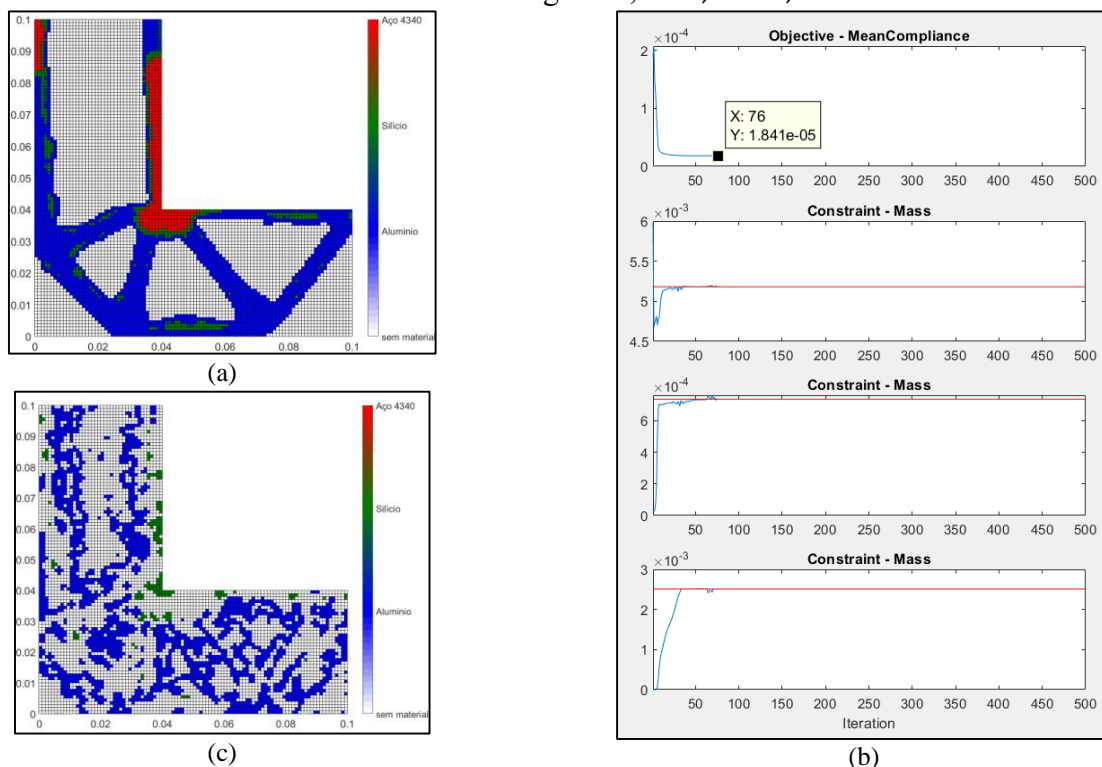 Aço 4340
Silício
Aluminio
sem material
0.1
0.09
0.08
0.07
0.06
0.05
0.04
0.03
0.02
0.01
0
0 0.02 0.04 0.06 0.08 0.1
(a)
Aço 4340
Silício
Aluminio
sem material
0.1
0.09
0.08
0.07
0.06
0.05
0.04
0.03
0.02
0.01
0
0 0.02 0.04 0.06 0.08 0.1
(c)
×10-4
Objective - MeanCompliance
2
1
0
X: 76
Y: 1.841e-05
50 100 150 200 250 300 350 400 450 500
×10-3
Constraint - Mass
6
5.5
5
4.5
50 100 150 200 250 300 350 400 450 500
×10-4
Constraint - Mass
6
4
2
0
50 100 150 200 250 300 350 400 450 500
×10-3
Constraint - Mass
3
2
1
0
50 100 150 200 250 300 350 400 450 500
Iteration
(b)